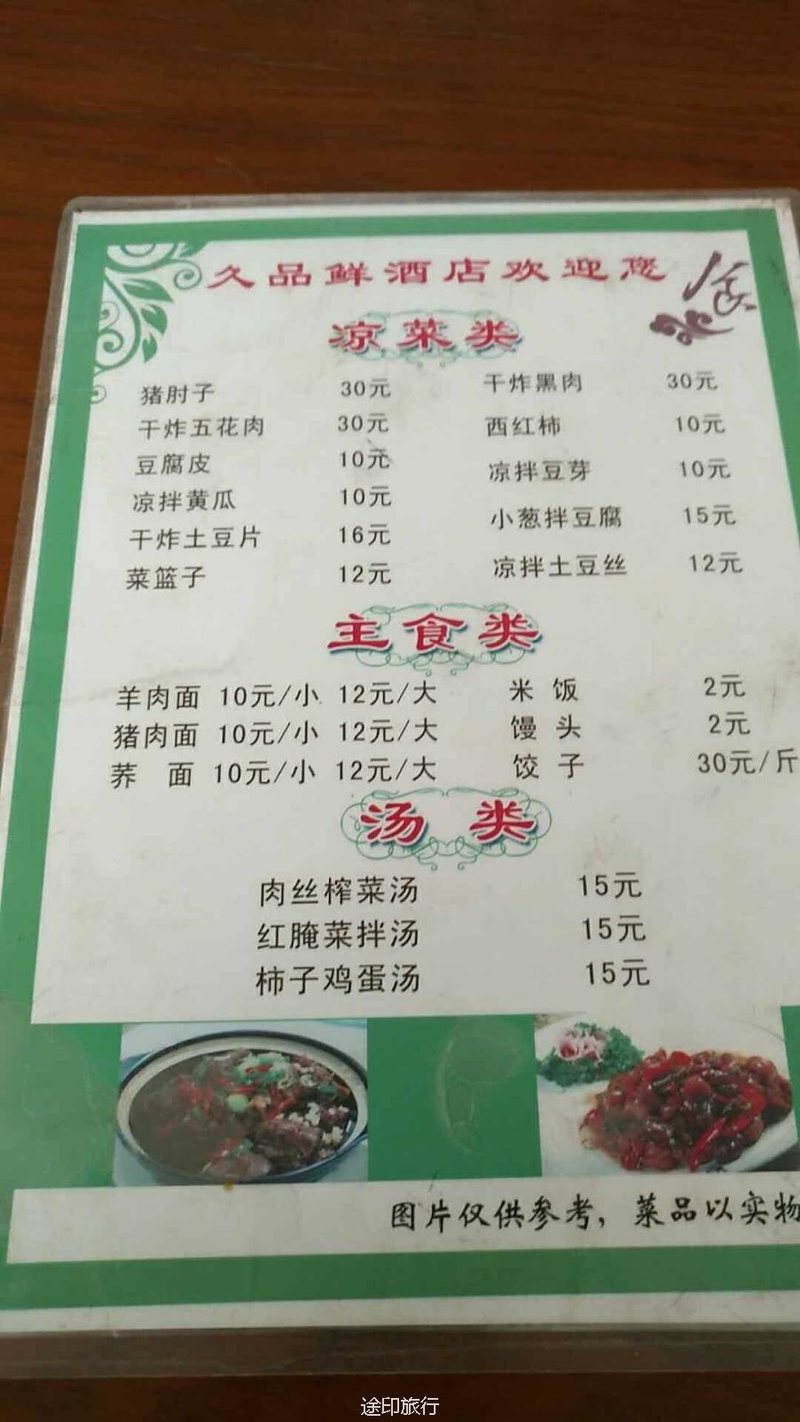 久品鲜酒店欢迎您
凉菜类
猪肘子 30元 干炸黑肉 30元
干炸五花肉 30元 西红柿 10元
豆腐皮 10元 凉拌豆芽 10元
凉拌黄瓜 10元 小葱拌豆腐 15元
干炸土豆片 16元 凉拌土豆丝 12元
菜篮子 12元
主食类
羊肉面 10元/小 12元/大 米 饭 2元
猪肉面 10元/小 12元/大 馒 头 2元
荞 面 10元/小 12元/大 饺 子 30元/斤
汤 类
肉丝榨菜汤 15元
红腌菜拌汤 15元
柿子鸡蛋汤 15元
图片仅供参考，菜品以实物
途印旅行